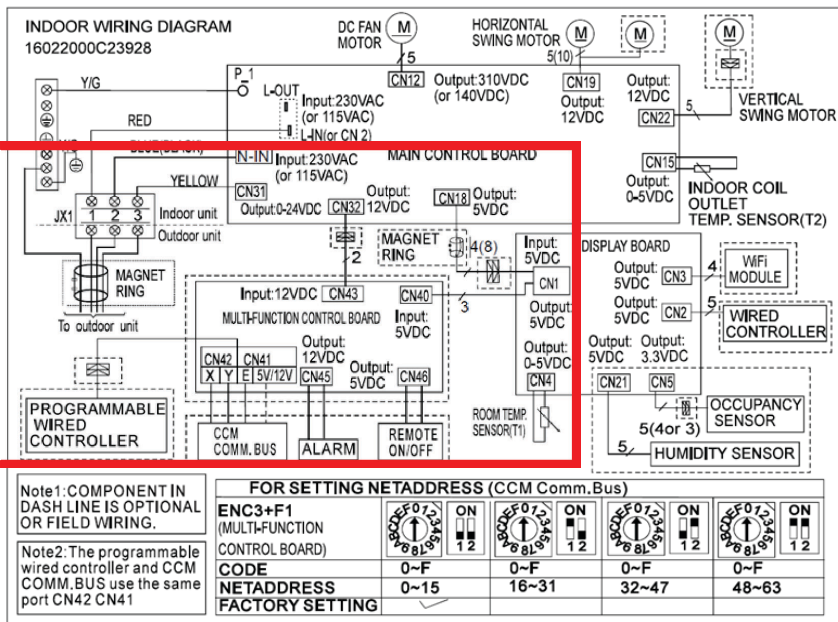 INDOOR WIRING DIAGRAM
16022000C23928
DC FAN
MOTOR
M
5
HORIZONTAL
SWING MOTOR
M
M
5(10)
M
5
VERTICAL
SWING MOTOR
Y/G
P_1
L-OUT
Input:230VAC
(or 115VAC)
L-IN(or CN 2)
CN12
Output:310VDC
(or 140VDC)
CN19
Output:
12VDC
Output:
12VDC
CN22
RED
YELLOW
N-IN
Input:230VAC
(or 115VAC)
MAIN CONTROL BOARD
CN15
Output:
0-5VDC
INDOOR COIL
OUTLET
TEMP. SENSOR(T2)
CN31
Output:0-24VDC
CN32
Output:
12VDC
CN18
Output:
5VDC
JX1
1 2 3
Indoor unit
Outdoor unit
MAGNET
RING
To outdoor unit
2
MAGNET
RING
4(8)
3
Input:
5VDC
DISPLAY BOARD
CN1
Output:
5VDC
Output:
5VDC
CN3
4
WiFi
MODULE
Output:
5VDC
CN2
5
WIRED
CONTROLLER
Output:
0-5VDC
CN4
Output:
5VDC
CN21
Output:
3.3VDC
CN5
Input:12VDC
CN43
CN40
MULTI-FUNCTION CONTROL BOARD
Input:
5VDC
Output:
12VDC
Output:
5VDC
CN42
CN41
X Y E 5V/12V
CN45
CN46
ROOM TEMP.
SENSOR(T1)
5(4or 3)
OCCUPANCY
SENSOR
5
HUMIDITY SENSOR
PROGRAMMABLE
WIRED
CONTROLLER
CCM
COMM. BUS
ALARM
REMOTE
ON/OFF
Note1:COMPONENT IN
DASH LINE IS OPTIONAL
OR FIELD WIRING.
Note2:The programmable
wired controller and CCM
COMM.BUS use the same
port CN42 CN41
FOR SETTING NETADDRESS (CCM Comm.Bus)
ENC3+F1
(MULTI-FUNCTION
CONTROL BOARD)
ON
1 2
ON
1 2
ON
1 2
ON
1 2
CODE 0~F 0~F 0~F 0~F
NETADDRESS 0~15 16~31 32~47 48~63
FACTORY SETTING